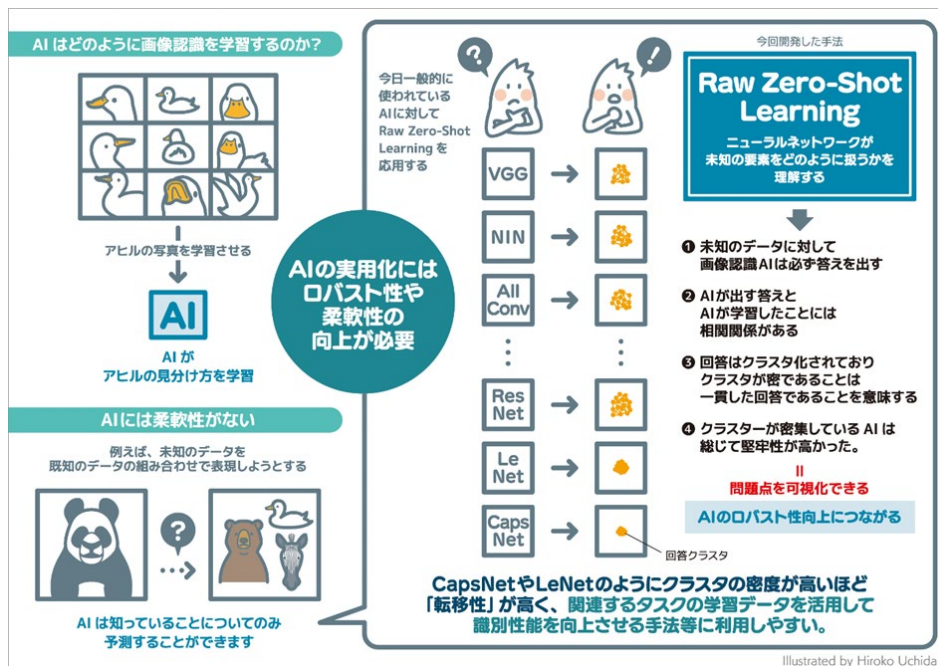 AIはどのように画像認識を学習するのか?
アヒルの写真を学習させる
AI
AIが
アヒルの見分け方を学習
AIには柔軟性がない
例えば、未知のデータを
既知のデータの組み合わせで表現しようとする
?
AIは知っていることについてのみ
予測することができます
AIの実用化には
ロバスト性や
柔軟性の
向上が必要
今日一般的に
使われている
AIに対して
Raw Zero-Shot
Learningを
応用する
?
!
VGG
NIN
All
Conv
Res
Net
Le
Net
Caps
Net
回答クラスタ
今回開発した手法
Raw Zero-Shot
Learning
ニューラルネットワークが
未知の要素をどのように扱うかを
理解する
❶ 未知のデータに対して
画像認識AIは必ず答えを出す
❷ AIが出す答えと
AIが学習したことには
相関関係がある
❸ 回答はクラスタ化されており
クラスタが密であることは
一貫した回答であることを意味する
❹ クラスターが密集しているAIは
総じて堅牢性が高かった。
=
問題点を可視化できる
AIのロバスト性向上につながる
CapsNetやLeNetのようにクラスタの密度が高いほど
「転移性」が高く、関連するタスクの学習データを活用して
識別性能を向上させる手法等に利用しやすい。
Illustrated by Hiroko Uchida